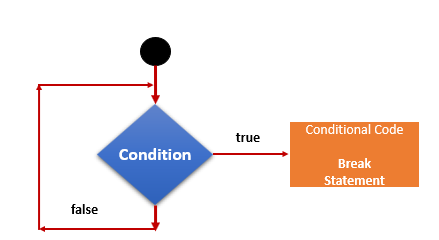 Conditional Code
true
Break
Condition
Statement
false